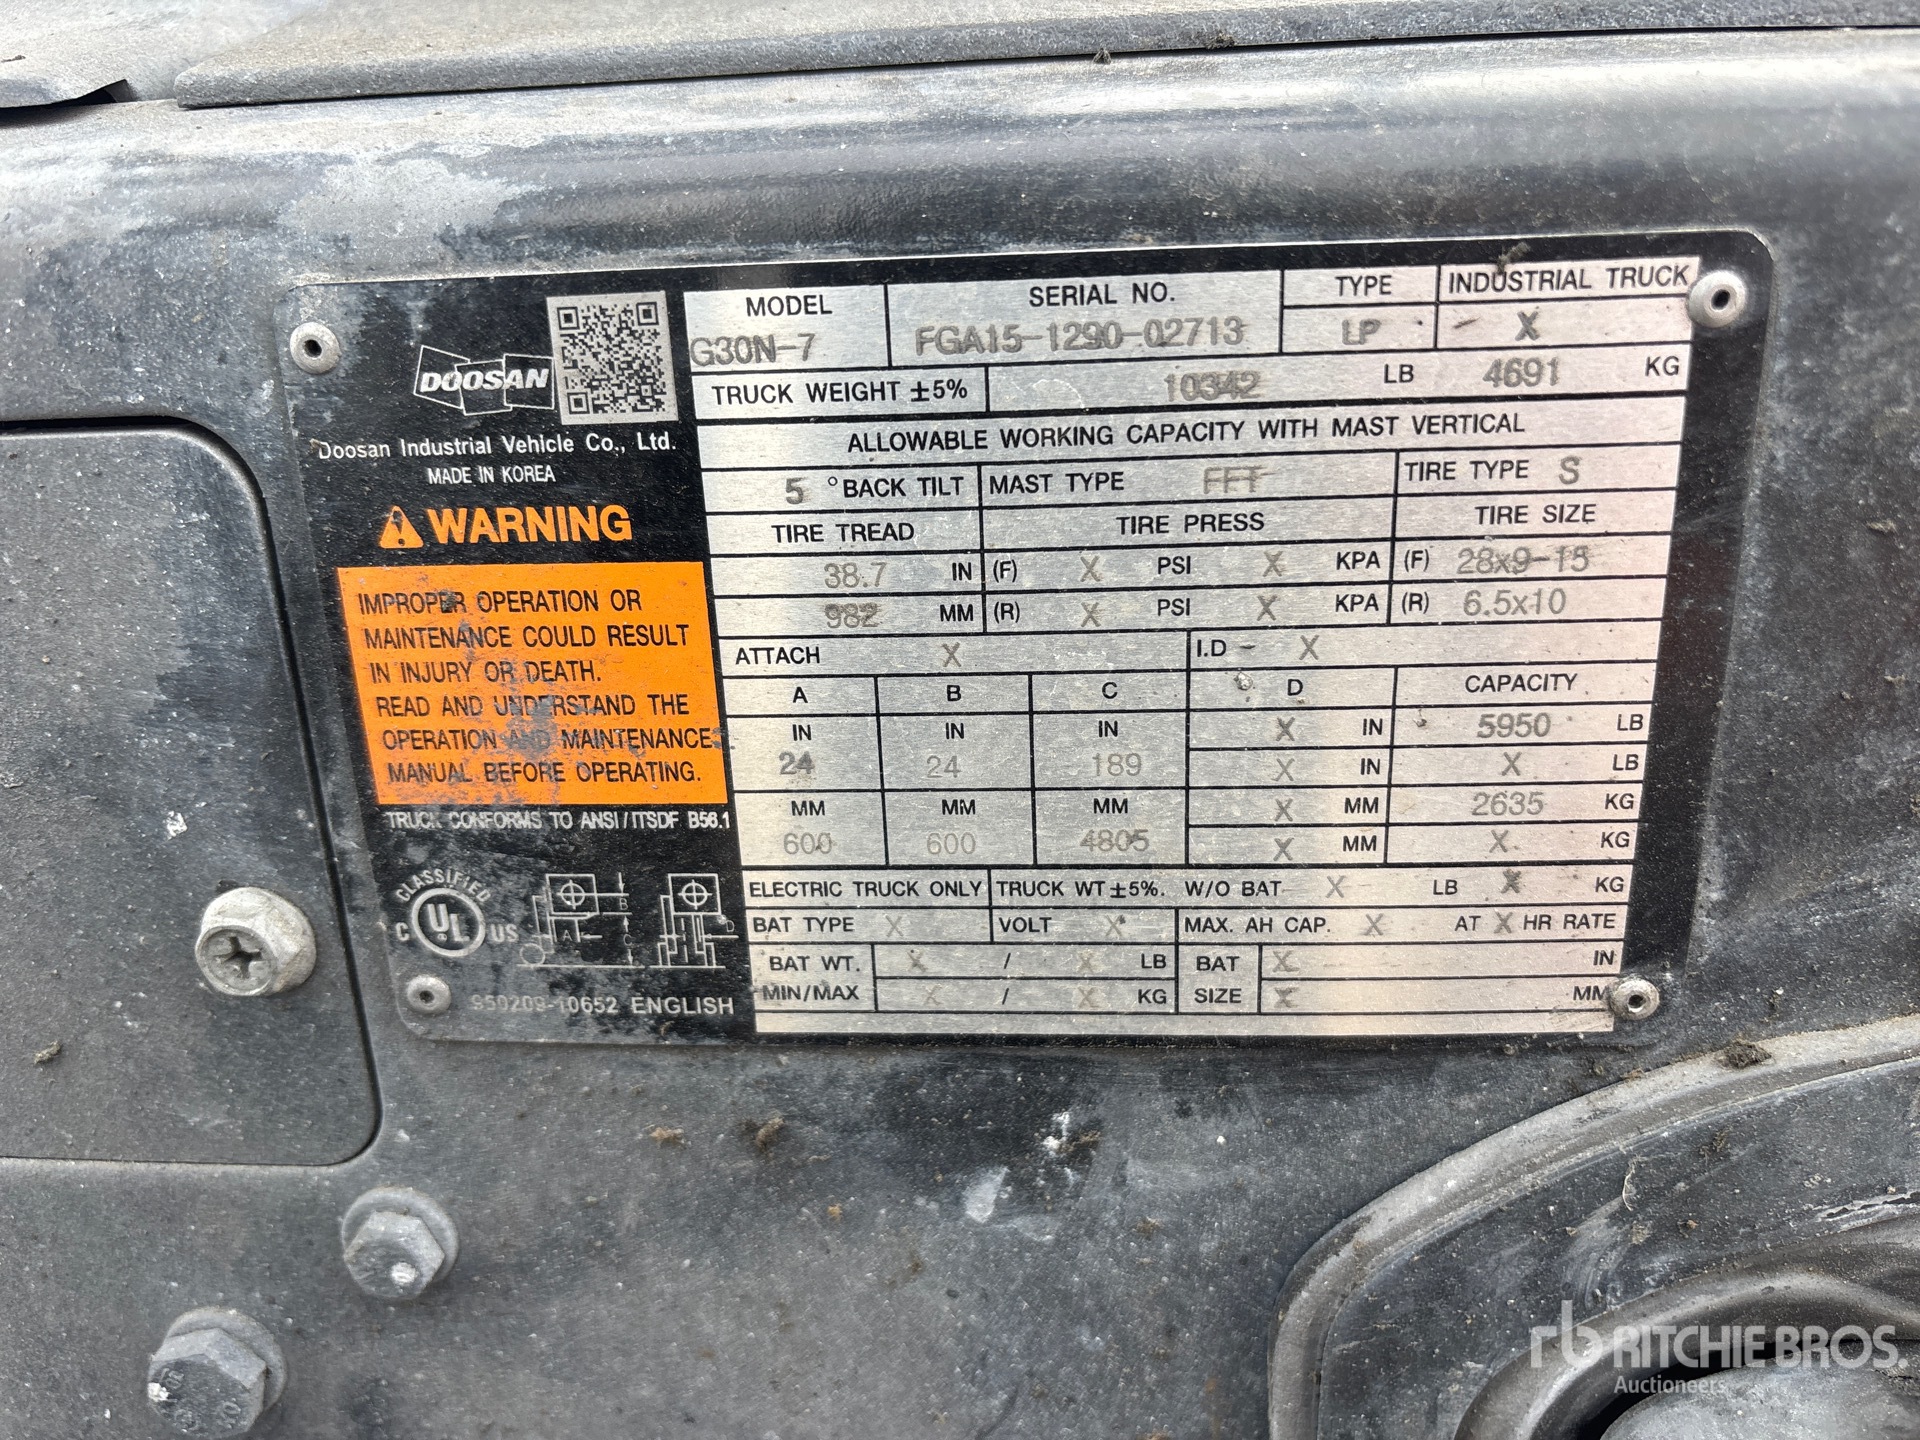 DOOSAN
Doosan Industrial Vehicle Co., Ltd.
MADE IN KOREA
WARNING
IMPROPER OPERATION OR
MAINTENANCE COULD RESULT
IN INJURY OR DEATH.
READ AND UNDERSTAND THE
OPERATION AND MAINTENANCE
MANUAL BEFORE OPERATING.
TRUCK CONFORMS TO ANSI/ITSDF B56.1
CLASSIFIED
C UL US
A B C D
950209-10652 ENGLISH
MODEL SERIAL NO. TYPE INDUSTRIAL TRUCK
G30N-7 FGA15-1290-02713 LP - X
TRUCK WEIGHT ±5% 10342 LB 4691 KG
ALLOWABLE WORKING CAPACITY WITH MAST VERTICAL
5 °BACK TILT MAST TYPE FFT TIRE TYPE S
TIRE TREAD TIRE PRESS TIRE SIZE
38.7 IN (F) X PSI X KPA (F) 28x9-15
982 MM (R) X PSI X KPA (R) 6.5x10
ATTACH X I.D - X
A B C D CAPACITY
IN IN IN X IN 5950 LB
24 24 189 X IN X LB
MM MM MM X MM 2635 KG
600 600 4805 X MM X KG
ELECTRIC TRUCK ONLY TRUCK WT ±5%. W/O BAT X LB X KG
BAT TYPE X VOLT X MAX. AH CAP. X AT X HR RATE
BAT WT. X / X LB BAT X IN
MIN/MAX X / X KG SIZE X MM
rb RITCHIE BROS.
Auctioneers